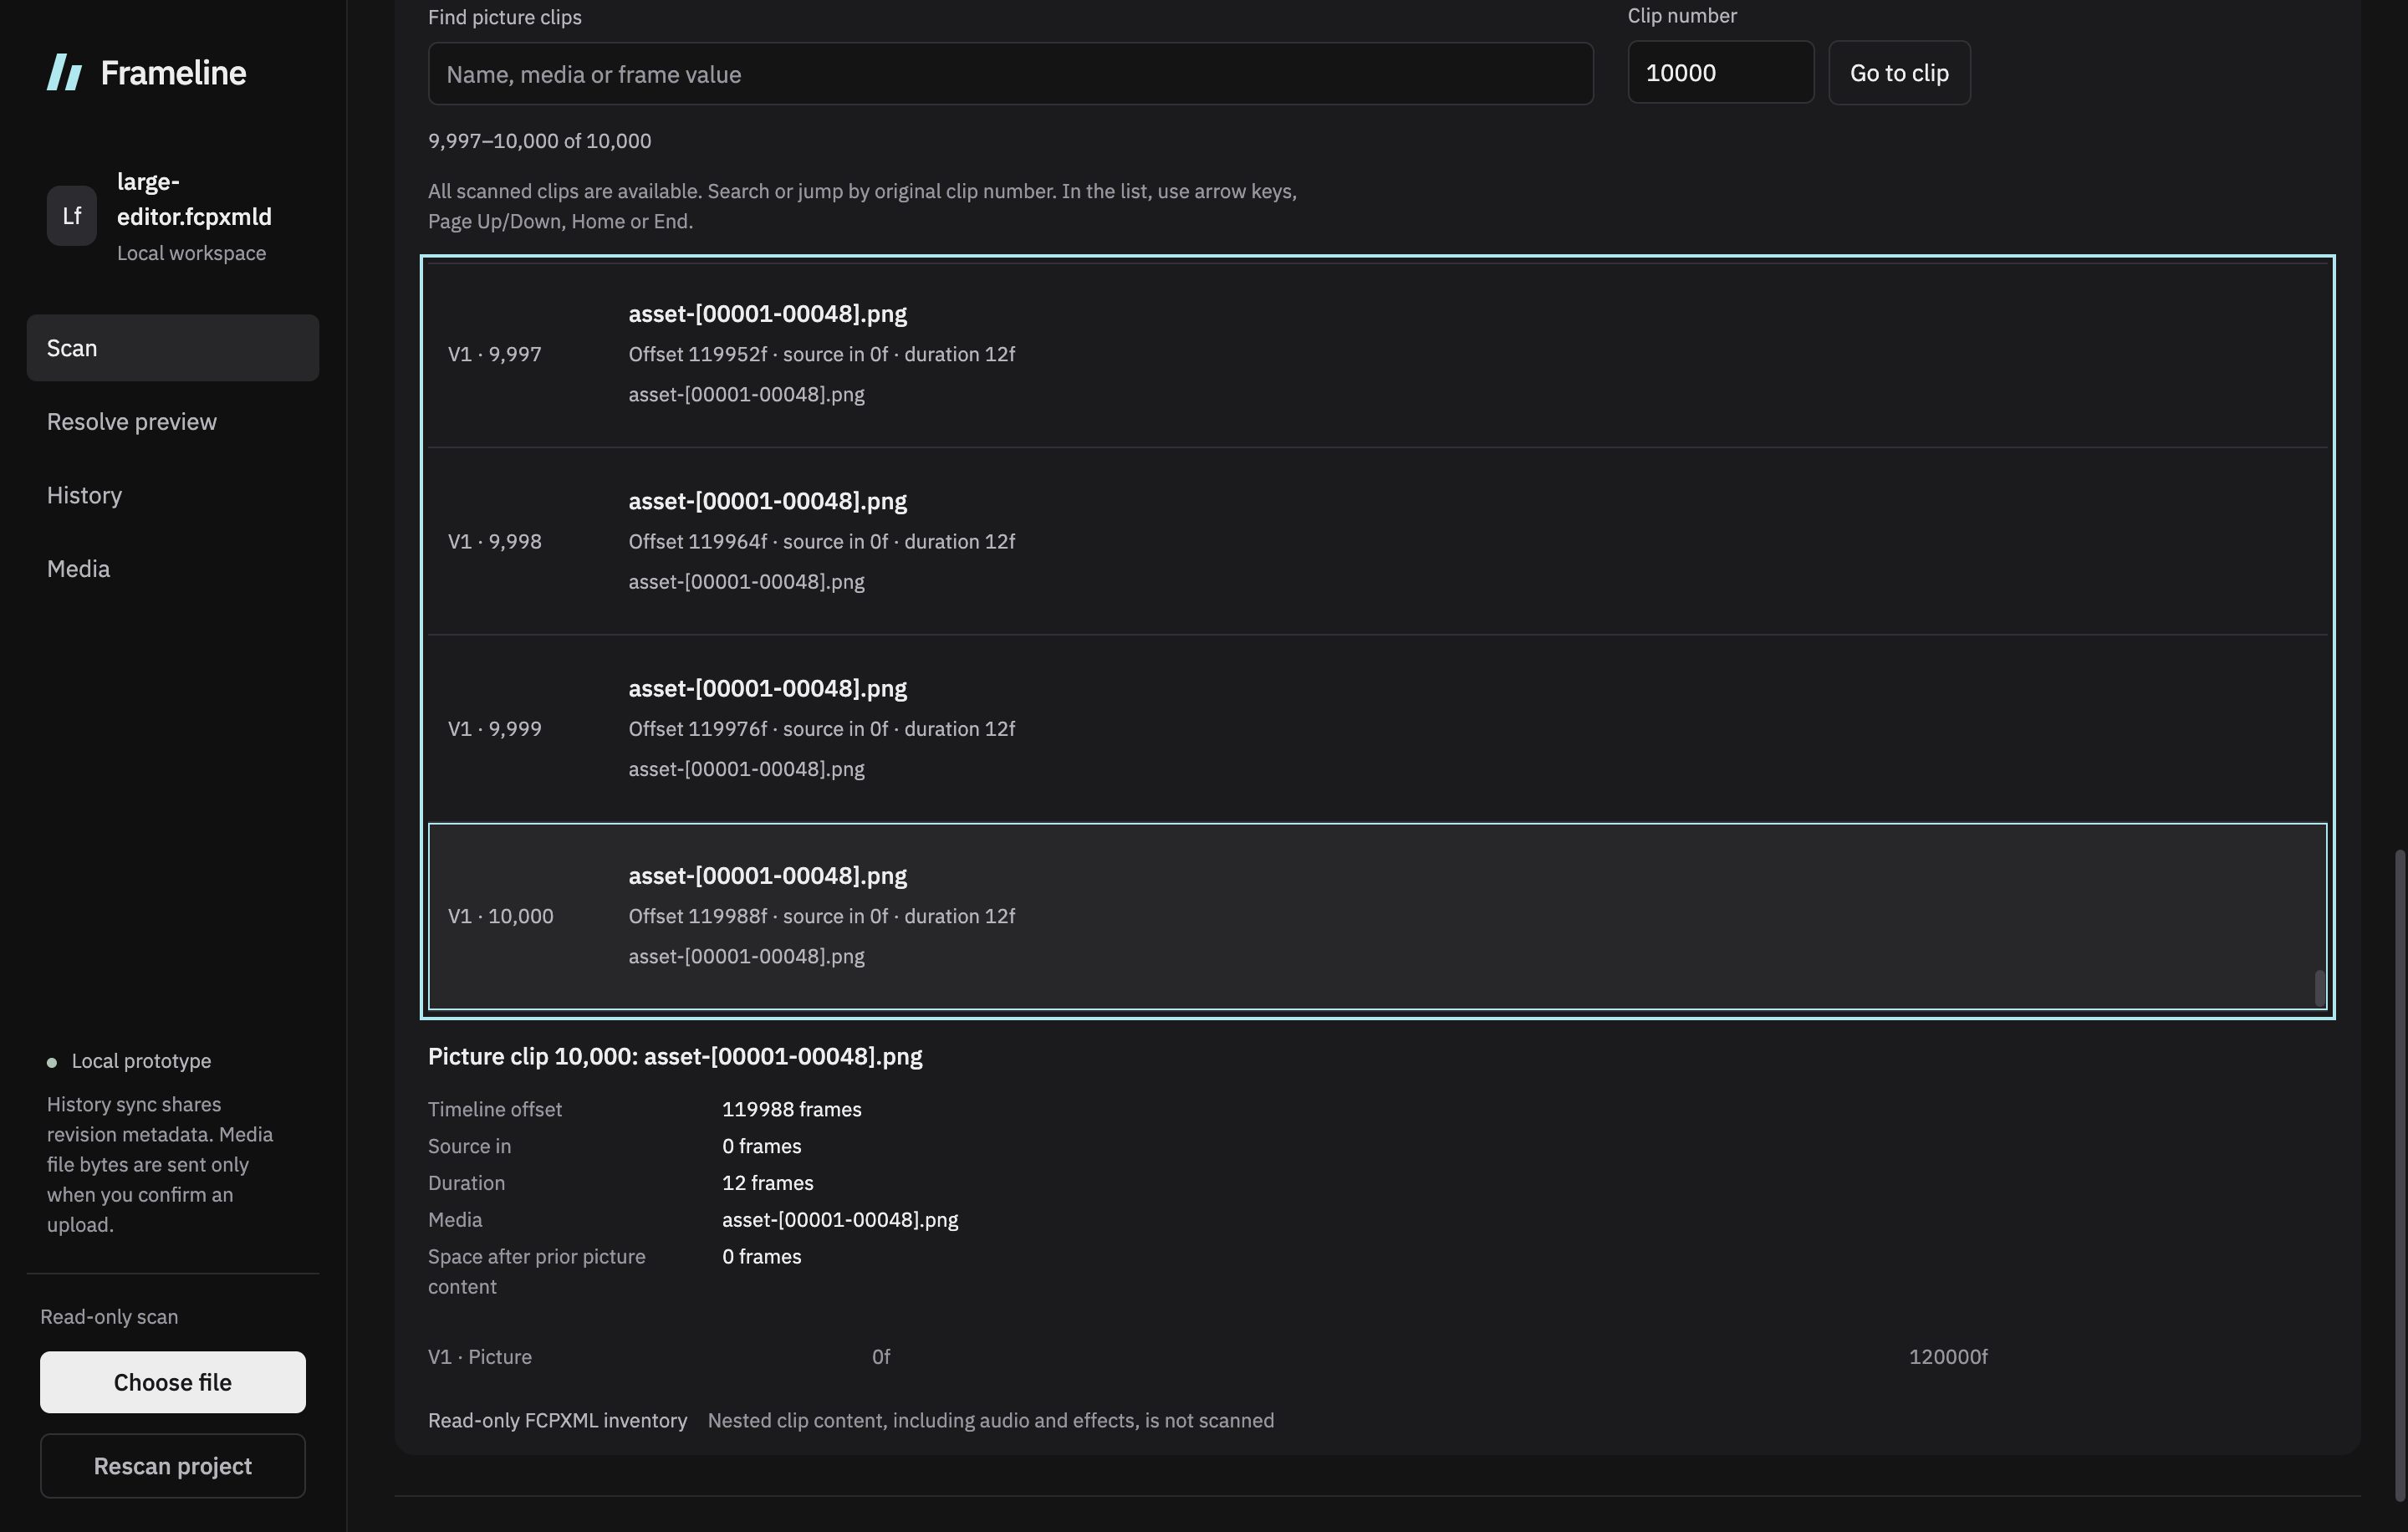 Frameline
Lf
large-
editor.fcpxmld
Local workspace
Scan
Resolve preview
History
Media
Local prototype
History sync shares
revision metadata. Media
file bytes are sent only
when you confirm an
upload.
Read-only scan
Choose file
Rescan project
Find picture clips
Name, media or frame value
Clip number
10000
Go to clip
9,997–10,000 of 10,000
All scanned clips are available. Search or jump by original clip number. In the list, use arrow keys,
Page Up/Down, Home or End.
V1 · 9,997
asset-[00001-00048].png
Offset 119952f · source in 0f · duration 12f
asset-[00001-00048].png
V1 · 9,998
asset-[00001-00048].png
Offset 119964f · source in 0f · duration 12f
asset-[00001-00048].png
V1 · 9,999
asset-[00001-00048].png
Offset 119976f · source in 0f · duration 12f
asset-[00001-00048].png
V1 · 10,000
asset-[00001-00048].png
Offset 119988f · source in 0f · duration 12f
asset-[00001-00048].png
Picture clip 10,000: asset-[00001-00048].png
Timeline offset 119988 frames
Source in 0 frames
Duration 12 frames
Media asset-[00001-00048].png
Space after prior picture 0 frames
content
V1 · Picture 0f 120000f
Read-only FCPXML inventory Nested clip content, including audio and effects, is not scanned